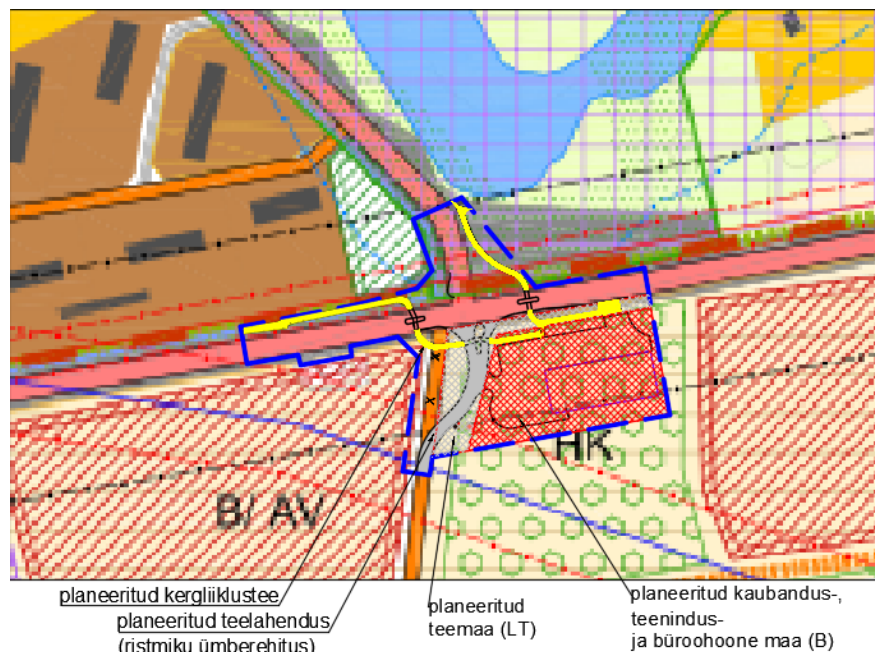 HK
B/ AV
planeeritud kergliiklustee
planeeritud teelahendus
(ristmiku ümberehitus)
planeeritud
teemaa (LT)
planeeritud kaubandus-,
teenindus-
ja büroohoone maa (B)